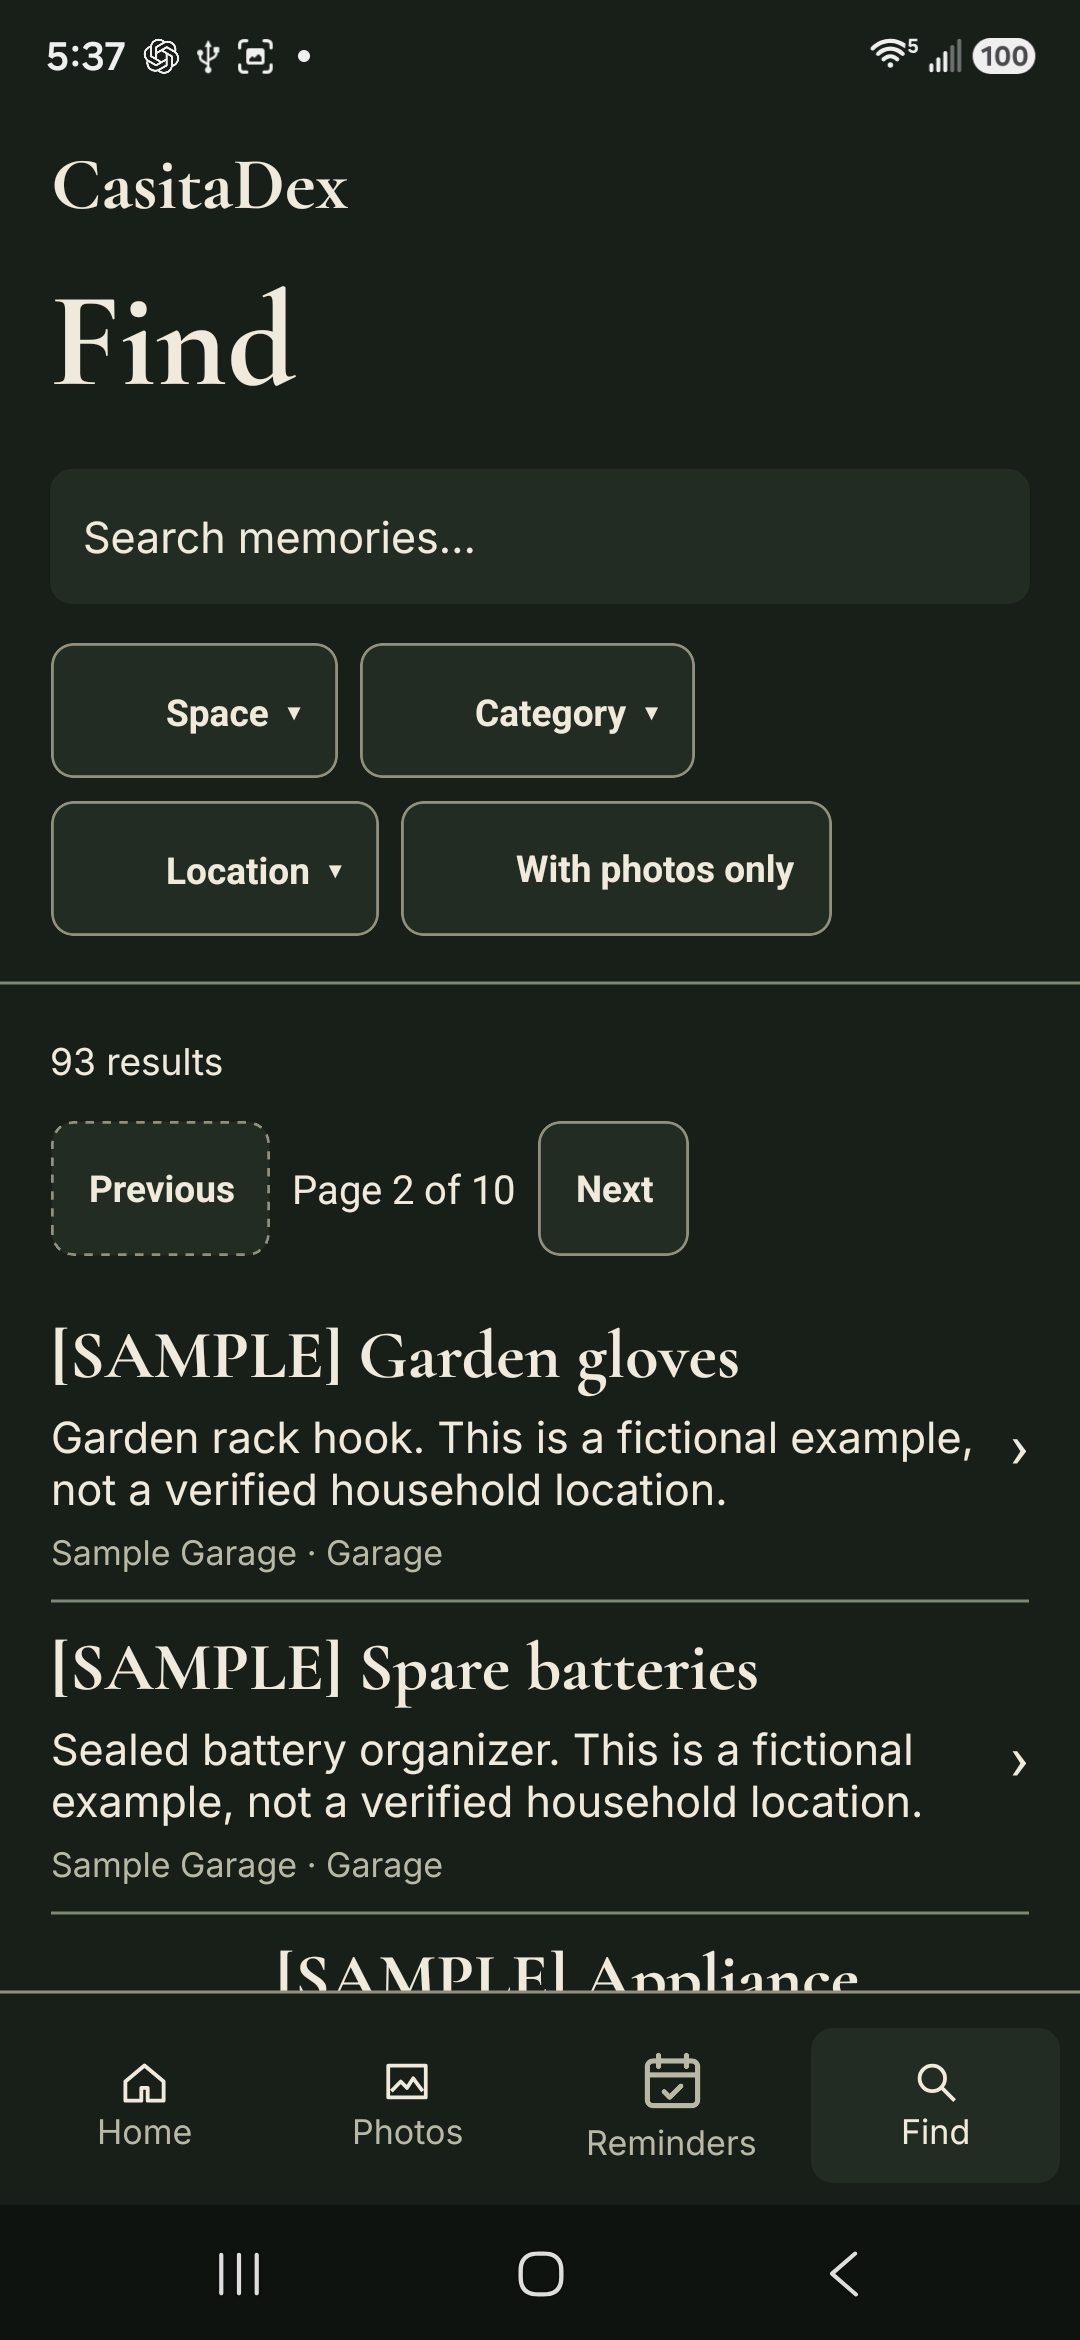 5:37
5
100
CasitaDex
Find
Search memories...
Space ▼
Category ▼
Location ▼
With photos only
93 results
Previous
Page 2 of 10
Next
[SAMPLE] Garden gloves
Garden rack hook. This is a fictional example,
not a verified household location.
Sample Garage · Garage
[SAMPLE] Spare batteries
Sealed battery organizer. This is a fictional
example, not a verified household location.
Sample Garage · Garage
[SAMPLE] Appliance
Home
Photos
Reminders
Find